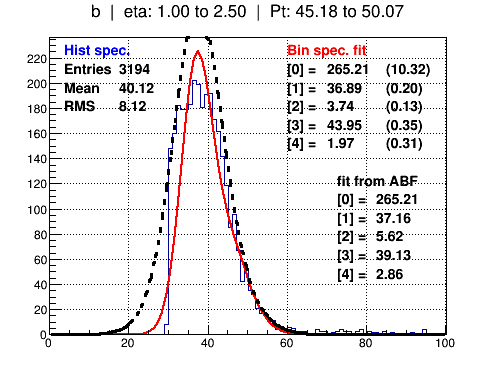 b | eta: 1.00 to 2.50 | Pt: 45.18 to 50.07
Hist spec.
Entries 3194
Mean 40.12
RMS 8.12
Bin spec. fit
[0] = 265.21 (10.32)
[1] = 36.89 (0.20)
[2] = 3.74 (0.13)
[3] = 43.95 (0.35)
[4] = 1.97 (0.31)
fit from ABF
[0] = 265.21
[1] = 37.16
[2] = 5.62
[3] = 39.13
[4] = 2.86
220
200
180
160
140
120
100
80
60
40
20
0
0 20 40 60 80 100